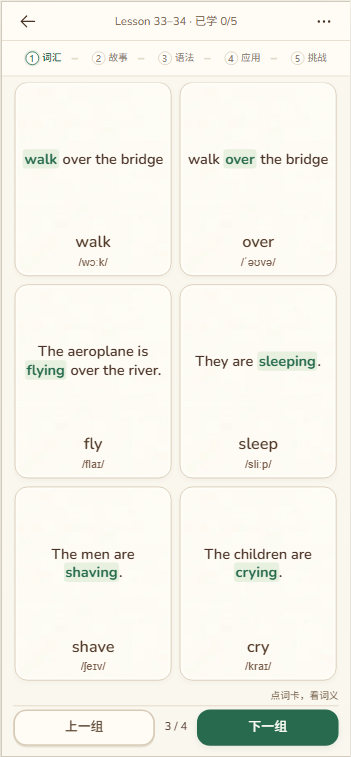 Lesson 33–34 · 已学 0/5
1 词汇 – 2 故事 – 3 语法 – 4 应用 – 5 挑战
walk over the bridge
walk
/wɔːk/
walk over the bridge
over
/ˈəʊvə/
The aeroplane is
flying over the river.
fly
/flaɪ/
They are sleeping.
sleep
/sliːp/
The men are
shaving.
shave
/ʃeɪv/
The children are
crying.
cry
/kraɪ/
点词卡，看词义
上一组
3 / 4
下一组